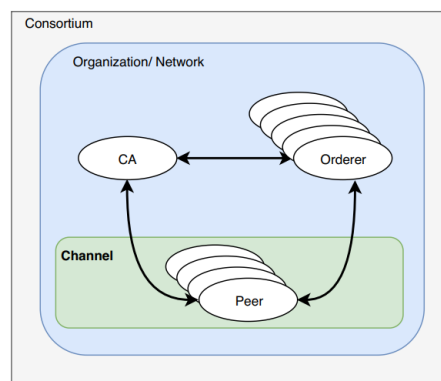 Consortium
Organization/ Network
CA
Orderer
Channel
Peer